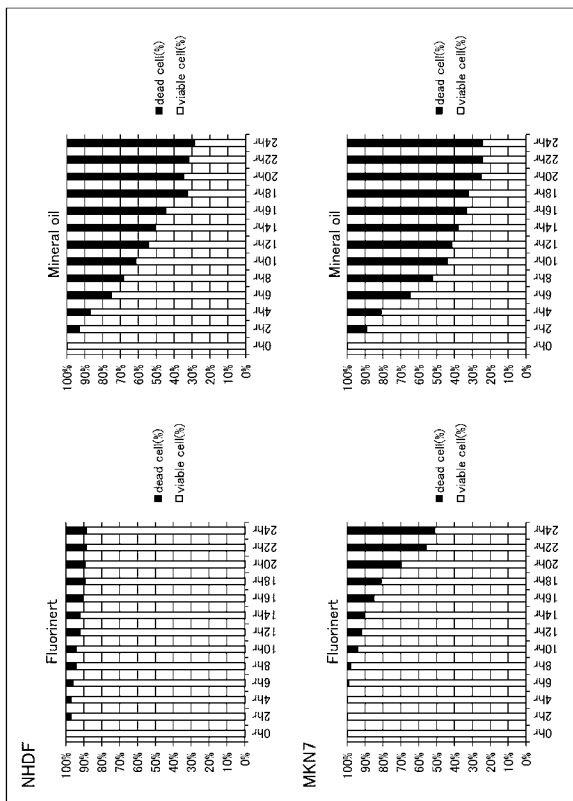 NHDF
Fluorinert
100%
90%
80%
70%
60%
50%
40%
30%
20%
10%
0%
0hr
2hr
4hr
6hr
8hr
10hr
12hr
14hr
16hr
18hr
20hr
22hr
24hr
■ dead cell(%)
□ viable cell(%)
Mineral oil
100%
90%
80%
70%
60%
50%
40%
30%
20%
10%
0%
0hr
2hr
4hr
6hr
8hr
10hr
12hr
14hr
16hr
18hr
20hr
22hr
24hr
■ dead cell(%)
□ viable cell(%)
MKN7
Fluorinert
100%
90%
80%
70%
60%
50%
40%
30%
20%
10%
0%
0hr
2hr
4hr
6hr
8hr
10hr
12hr
14hr
16hr
18hr
20hr
22hr
24hr
■ dead cell(%)
□ viable cell(%)
Mineral oil
100%
90%
80%
70%
60%
50%
40%
30%
20%
10%
0%
0hr
2hr
4hr
6hr
8hr
10hr
12hr
14hr
16hr
18hr
20hr
22hr
24hr
■ dead cell(%)
□ viable cell(%)